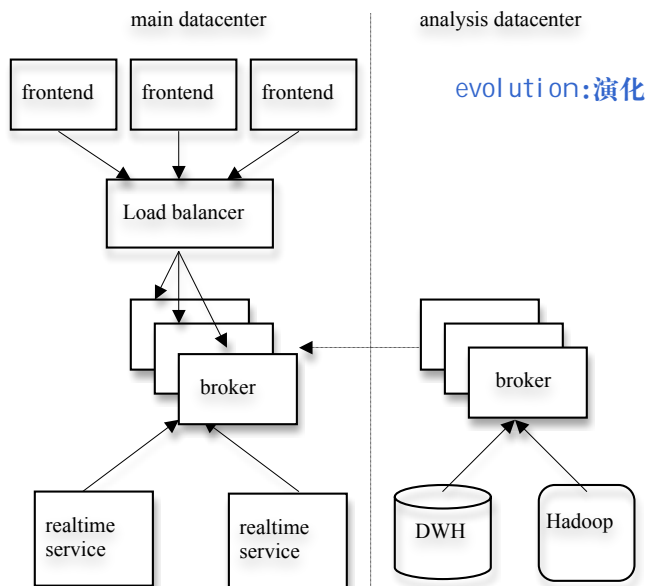 main datacenter
analysis datacenter
evolution:演化
frontend
frontend
frontend
Load balancer
broker
broker
realtime
service
realtime
service
DWH
Hadoop